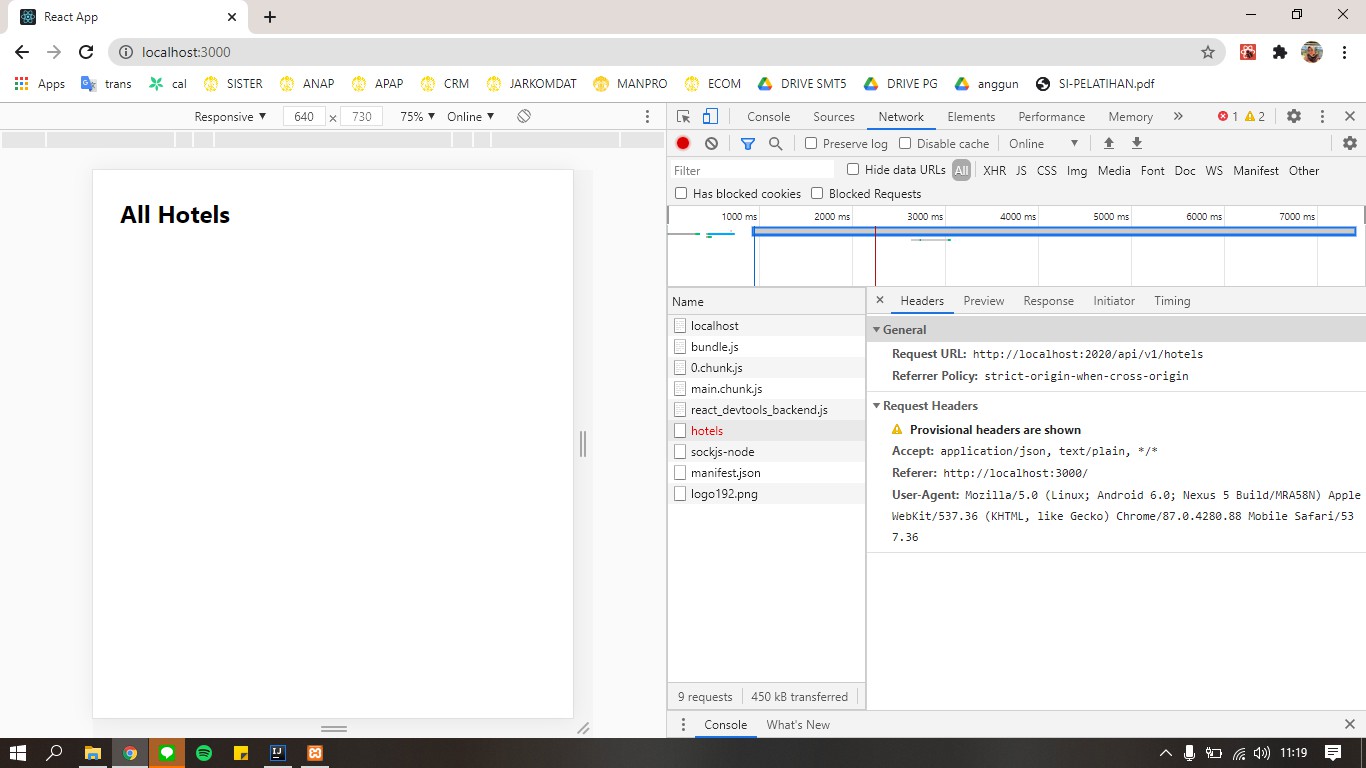 React App
localhost:3000
Apps trans cal SISTER ANAP APAP CRM JARKOMDAT MANPRO ECOM DRIVE SMT5 DRIVE PG anggun SI-PELATIHAN.pdf
Responsive 640 × 730 75% Online
Console Sources Network Elements Performance Memory » 1 2
Preserve log Disable cache Online
Filter Hide data URLs All XHR JS CSS Img Media Font Doc WS Manifest Other
Has blocked cookies Blocked Requests
1000 ms 2000 ms 3000 ms 4000 ms 5000 ms 6000 ms 7000 ms
All Hotels
Name
localhost
bundle.js
0.chunk.js
main.chunk.js
react_devtools_backend.js
hotels
sockjs-node
manifest.json
logo192.png
9 requests 450 kB transferred
Headers Preview Response Initiator Timing
General
Request URL: http://localhost:2020/api/v1/hotels
Referrer Policy: strict-origin-when-cross-origin
Request Headers
Provisional headers are shown
Accept: application/json, text/plain, */*
Referer: http://localhost:3000/
User-Agent: Mozilla/5.0 (Linux; Android 6.0; Nexus 5 Build/MRA58N) Apple
WebKit/537.36 (KHTML, like Gecko) Chrome/87.0.4280.88 Mobile Safari/53
7.36
Console What's New
IJ
11:19